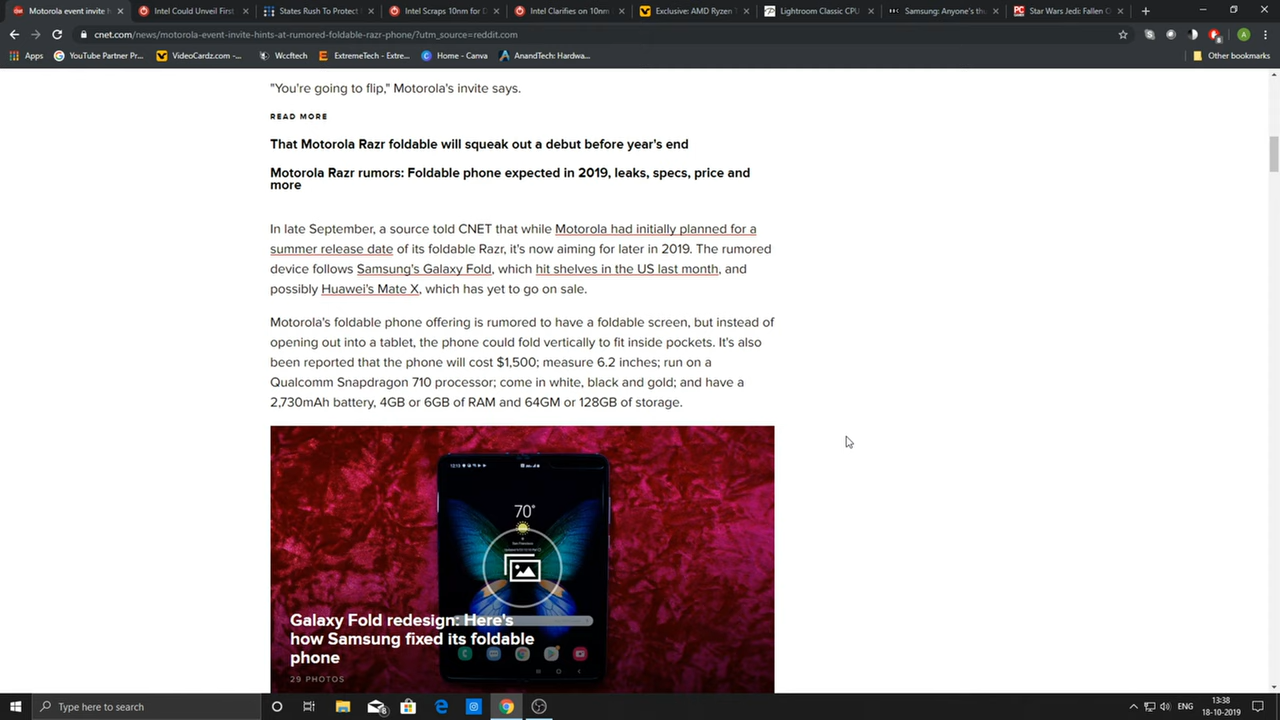 Motorola event invite h
Intel Could Unveil First
States Rush To Protect
Intel Scraps 10nm for D
Intel Clarifies on 10nm
Exclusive: AMD Ryzen
Lightroom Classic CPU
Samsung: Anyone's th
Star Wars Jedi: Fallen O
cnet.com/news/motorola-event-invite-hints-at-rumored-foldable-razr-phone/?utm_source=reddit.com
A
Apps
YouTube Partner Pr...
VideoCardz.com -...
Wccftech
ExtremeTech - Extre...
Home - Canva
AnandTech: Hardwa...
Other bookmarks
"You're going to flip," Motorola's invite says.
READ MORE
That Motorola Razr foldable will squeak out a debut before year's end
Motorola Razr rumors: Foldable phone expected in 2019, leaks, specs, price and
more
In late September, a source told CNET that while Motorola had initially planned for a
summer release date of its foldable Razr, it's now aiming for later in 2019. The rumored
device follows Samsung's Galaxy Fold, which hit shelves in the US last month, and
possibly Huawei's Mate X, which has yet to go on sale.
Motorola's foldable phone offering is rumored to have a foldable screen, but instead of
opening out into a tablet, the phone could fold vertically to fit inside pockets. It's also
been reported that the phone will cost $1,500; measure 6.2 inches; run on a
Qualcomm Snapdragon 710 processor; come in white, black and gold; and have a
2,730mAh battery, 4GB or 6GB of RAM and 64GM or 128GB of storage.
70°
Galaxy Fold redesign: Here's
how Samsung fixed its foldable
phone
29 PHOTOS
Type here to search
ENG
13:38
18-10-2019